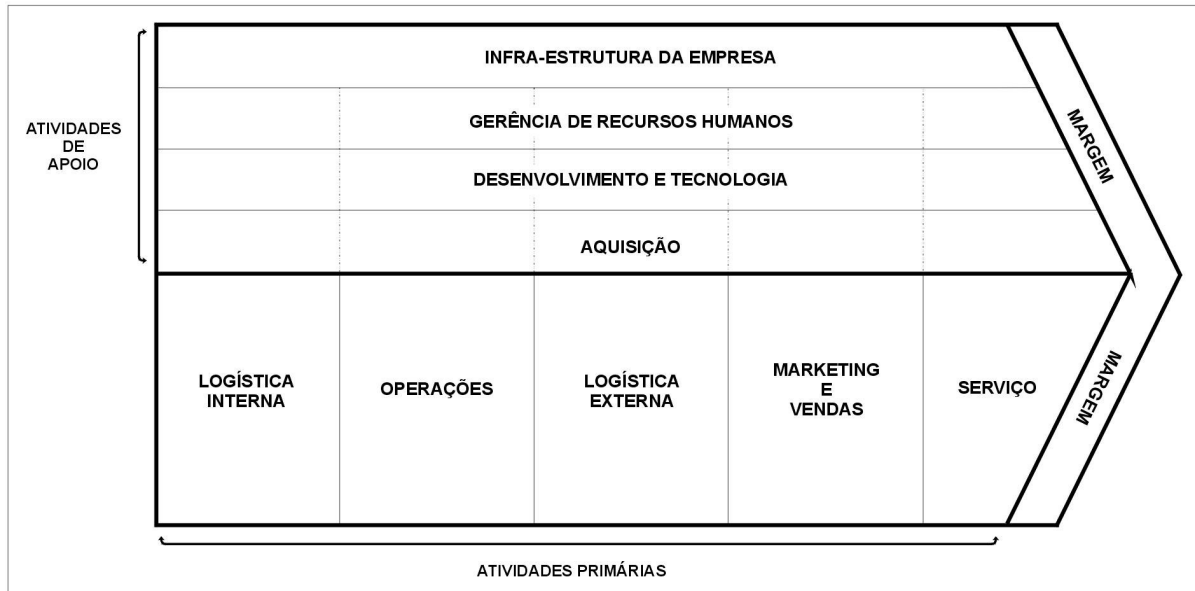 INFRA-ESTRUTURA DA EMPRESA
GERÊNCIA DE RECURSOS HUMANOS
DESENVOLVIMENTO E TECNOLOGIA
AQUISIÇÃO
ATIVIDADES
DE
APOIO
MARGEM
LOGÍSTICA
INTERNA
OPERAÇÕES
LOGÍSTICA
EXTERNA
MARKETING
E
VENDAS
SERVIÇO
MARGEM
ATIVIDADES PRIMÁRIAS